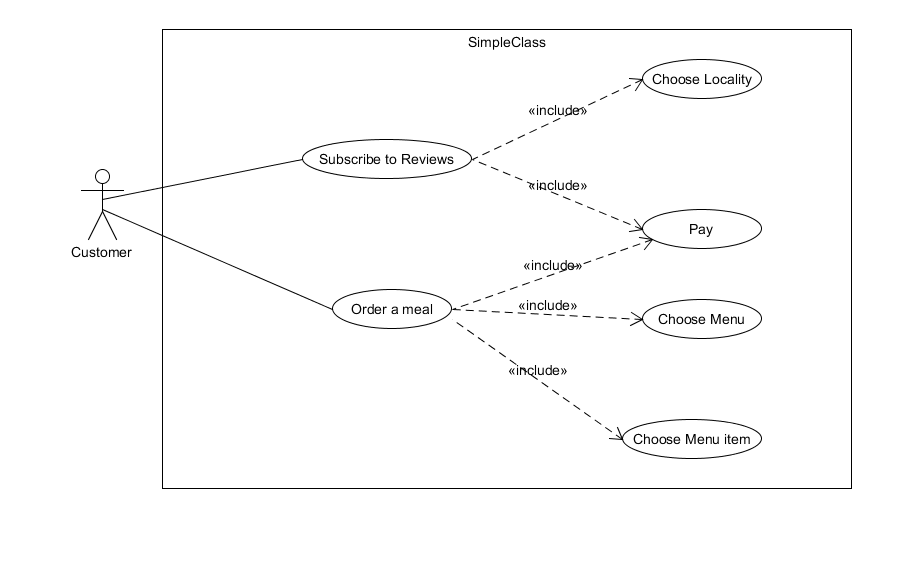 SimpleClass
Choose Locality
«include»
Subscribe to Reviews
«include»
Pay
Customer
«include»
«include»
Order a meal
Choose Menu
«include»
Choose Menu item